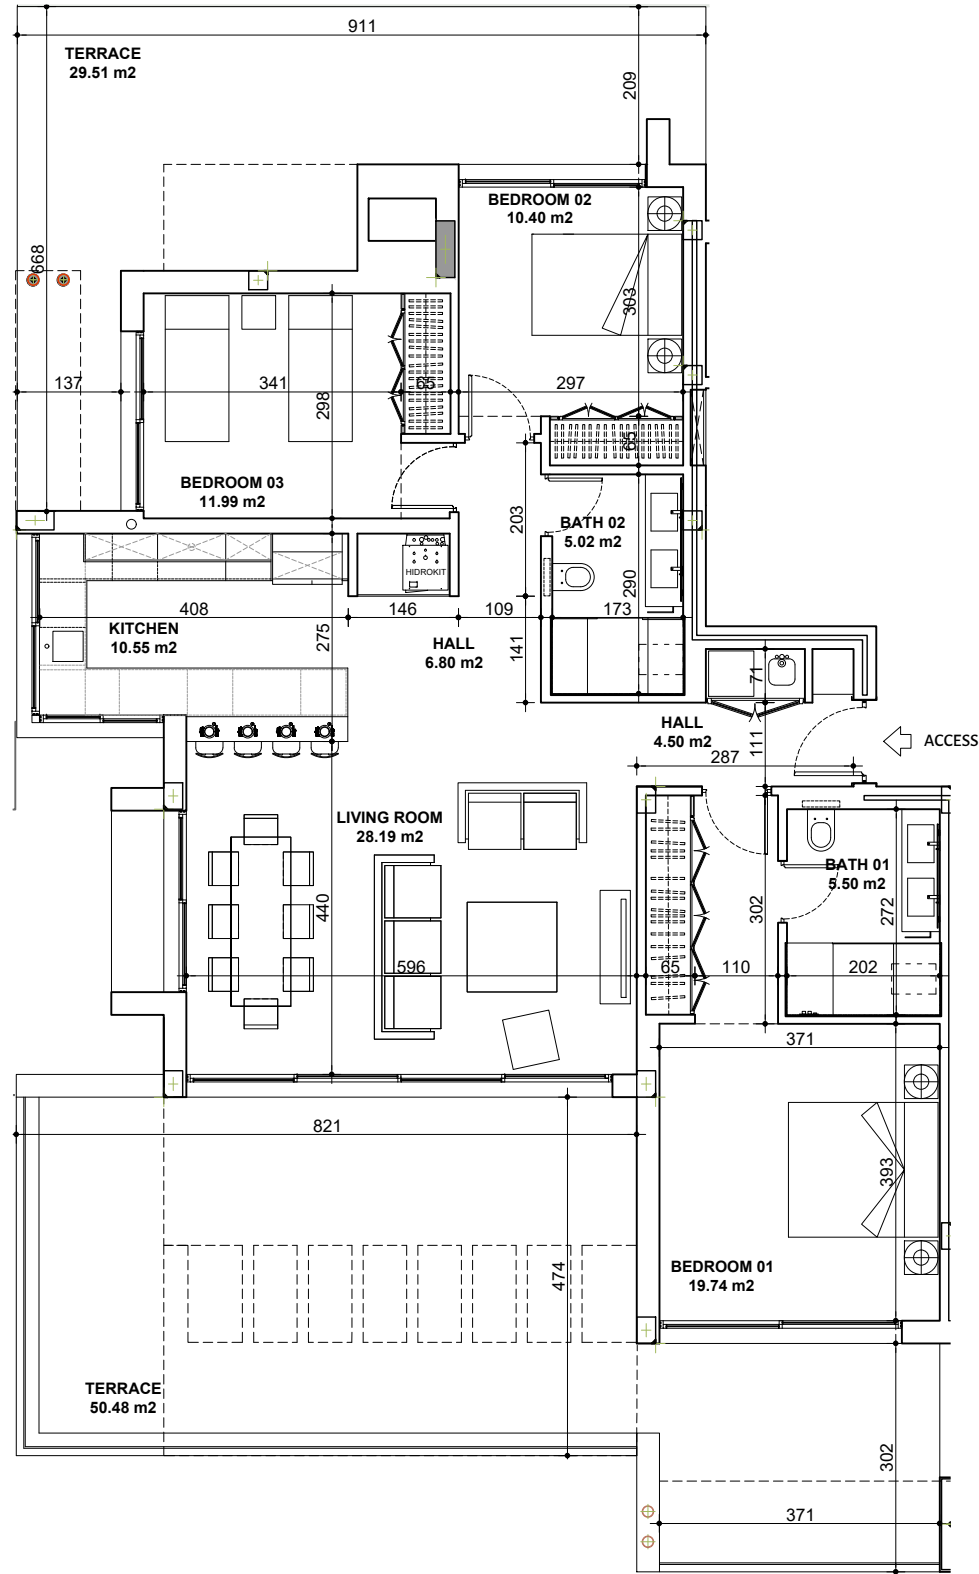 911
TERRACE
29.51 m2
209
BEDROOM 02
10.40 m2
668
303
137
341
65
297
298
65
BEDROOM 03
11.99 m2
203
BATH 02
5.02 m2
HIDROKIT
290
408
146
109
173
KITCHEN
10.55 m2
275
HALL
6.80 m2
141
71
HALL
4.50 m2
111
ACCESS
287
LIVING ROOM
28.19 m2
BATH 01
5.50 m2
440
302
272
596
65
110
202
371
821
393
474
BEDROOM 01
19.74 m2
TERRACE
50.48 m2
302
371